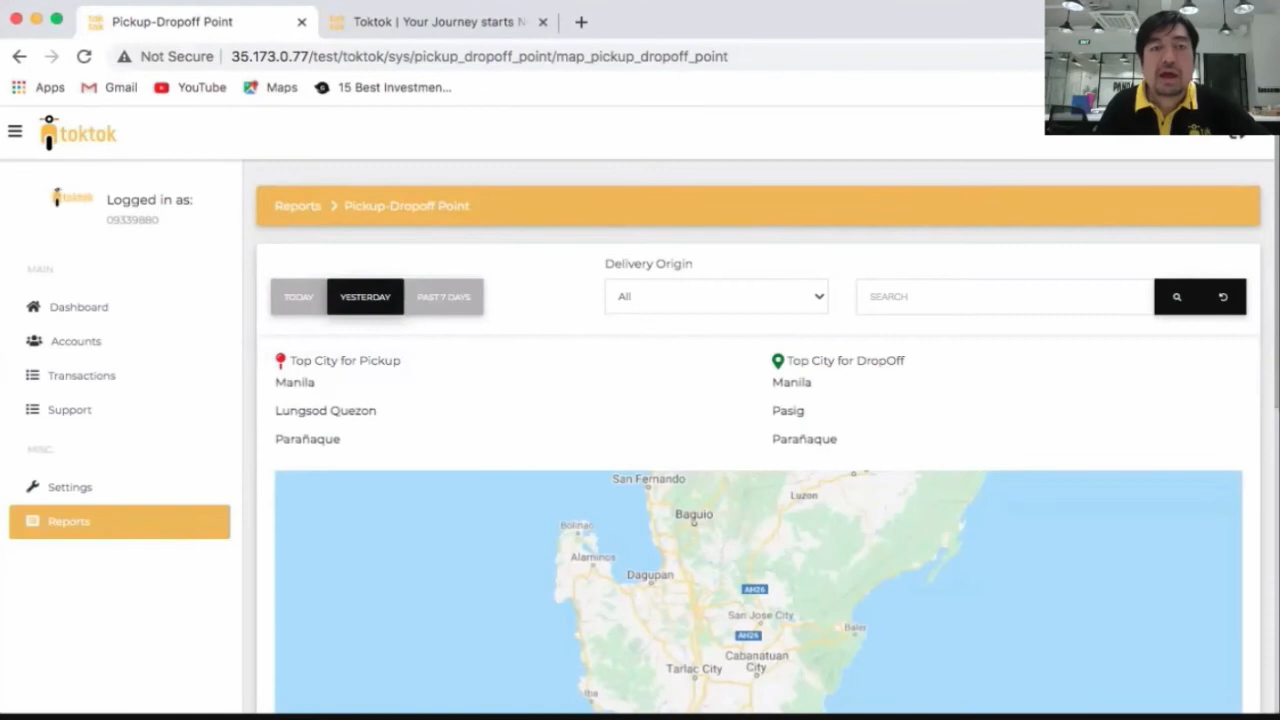 Pickup-Dropoff Point
Toktok | Your Journey starts N
Not Secure
35.173.0.77/test/toktok/sys/pickup_dropoff_point/map_pickup_dropoff_point
Apps
Gmail
YouTube
Maps
15 Best Investmen...
toktok
toktok
Logged in as:
09339880
MAIN
Dashboard
Accounts
Transactions
Support
MISC.
Settings
Reports
Reports > Pickup-Dropoff Point
Delivery Origin
TODAY
YESTERDAY
PAST 7 DAYS
All
SEARCH
Top City for Pickup
Manila
Lungsod Quezon
Parañaque
Top City for DropOff
Manila
Pasig
Parañaque
San Fernando
Luzon
Baguio
Bolinao
Alaminos
Dagupan
AH26
San Jose City
Baler
AH26
Cabanatuan
City
Tarlac City
Iba